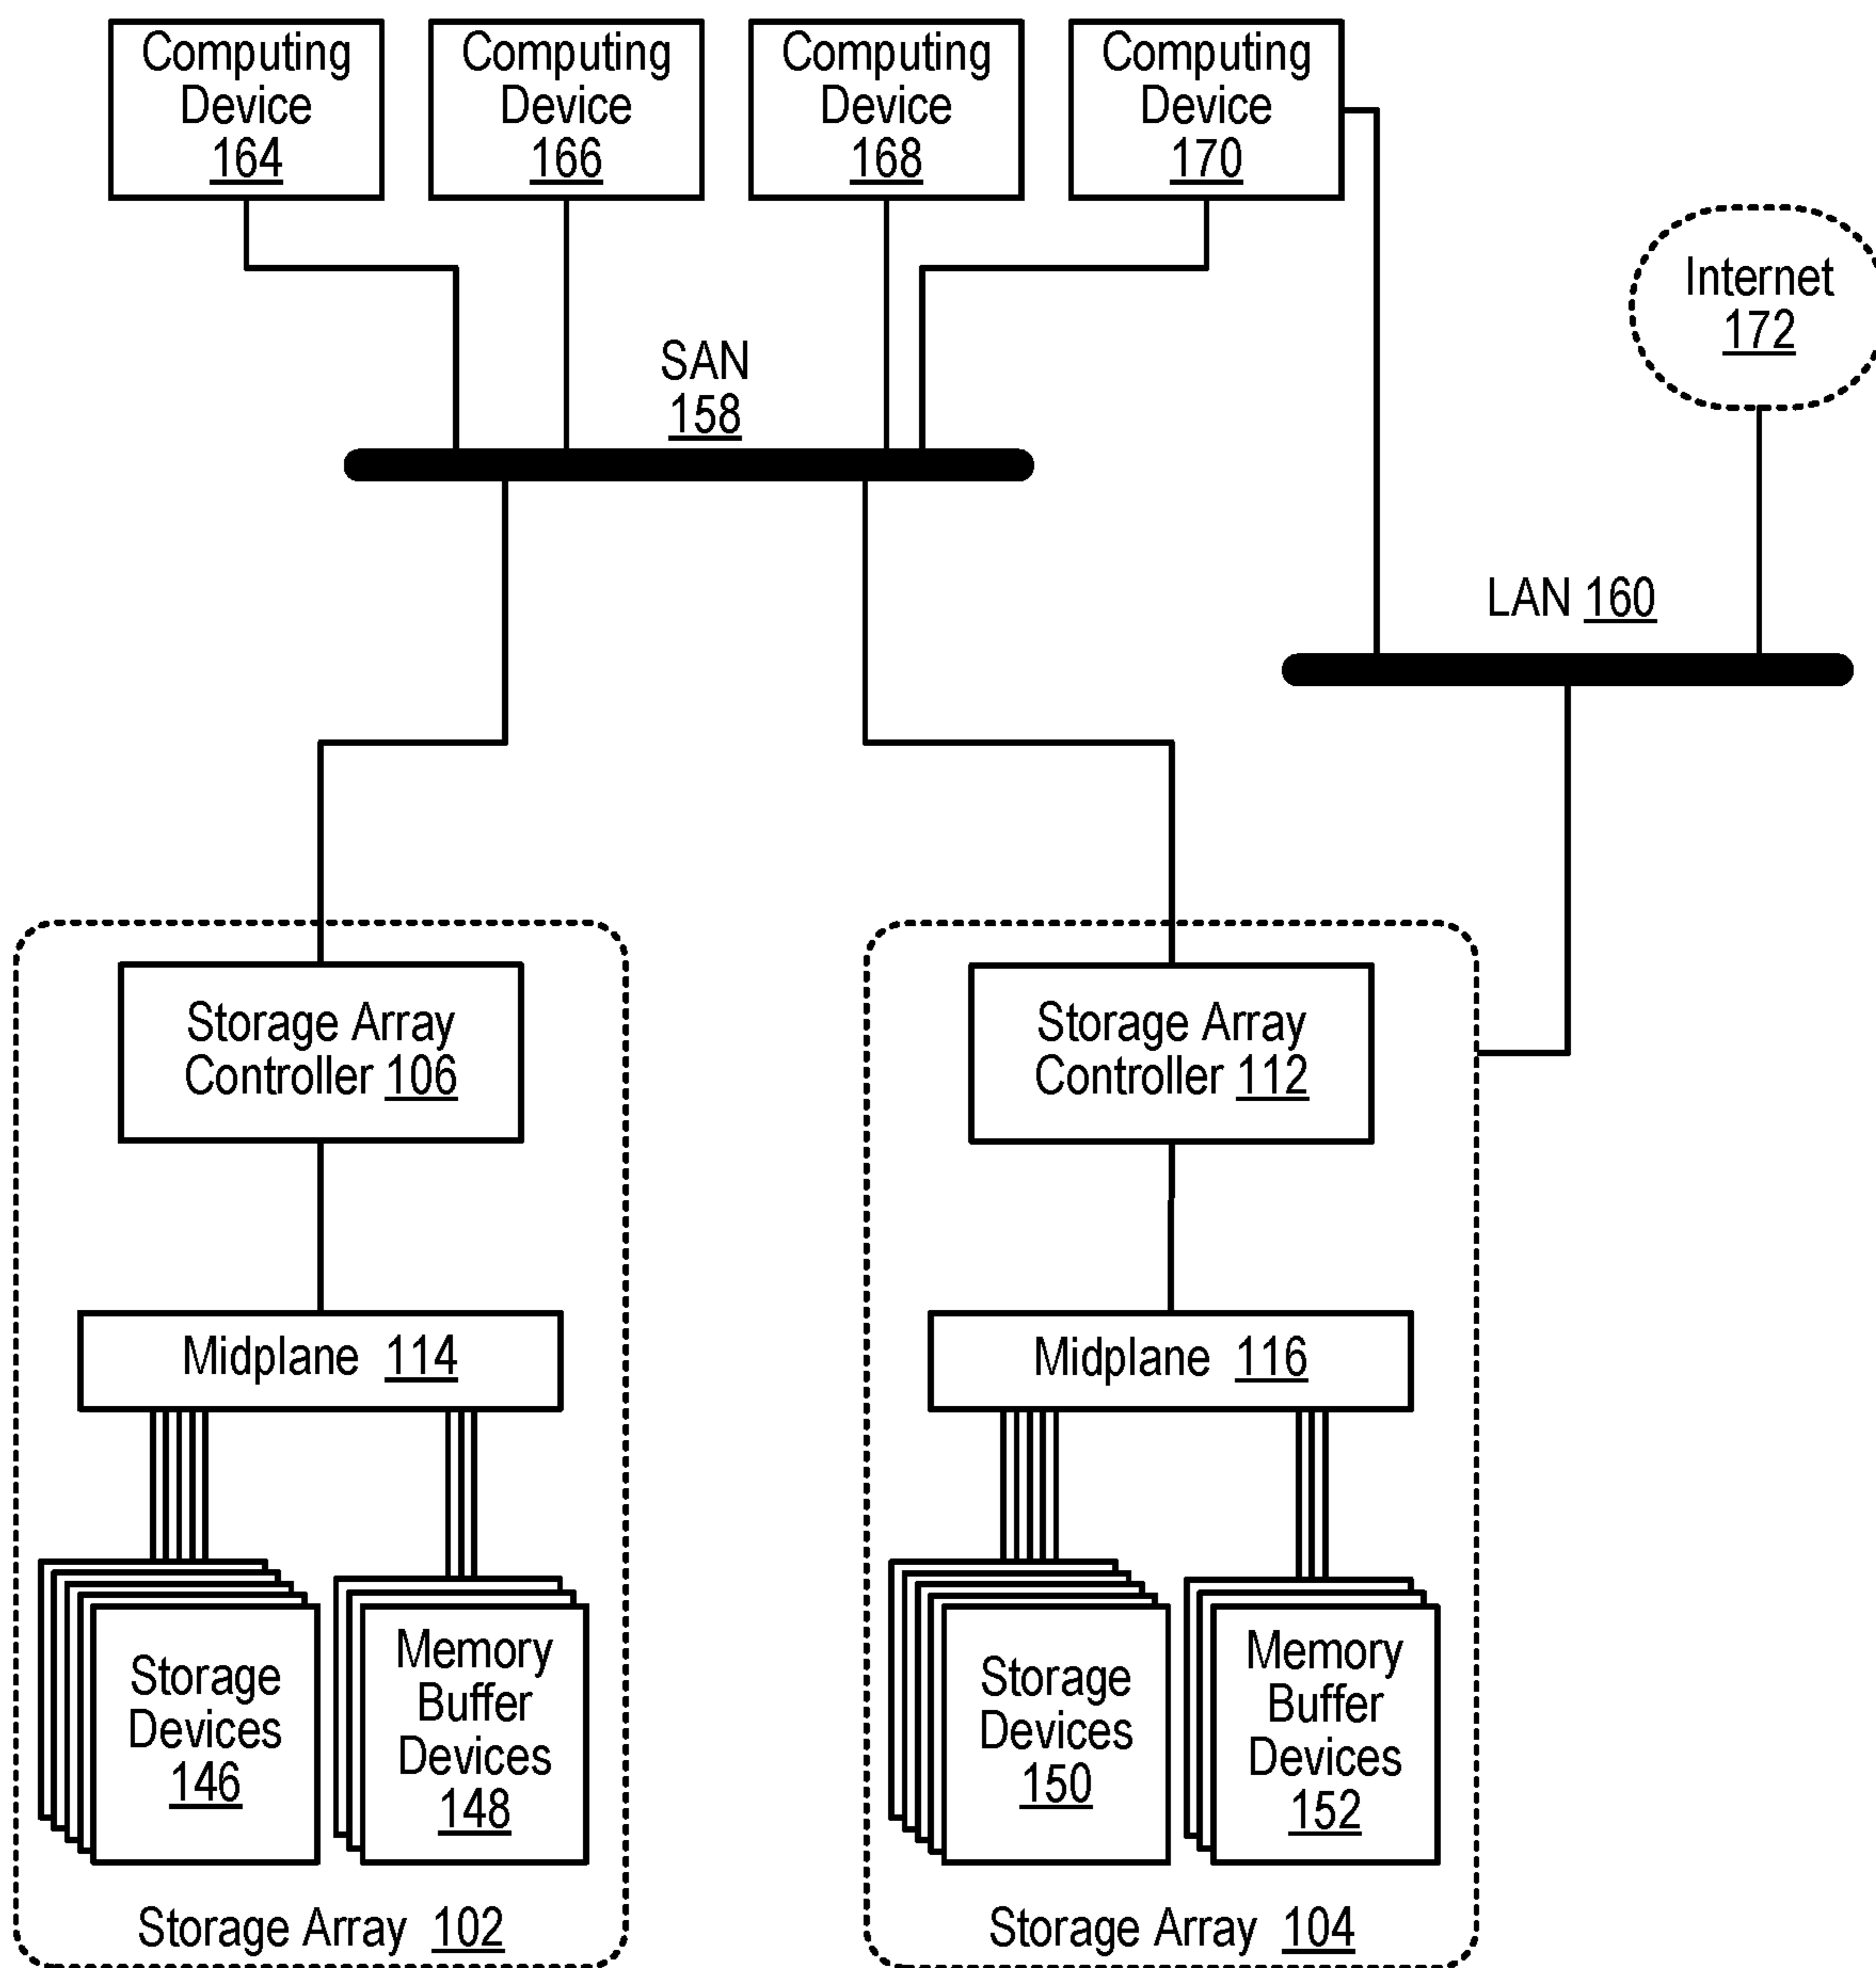 Computing
Device
164
Computing
Device
166
Computing
Device
168
Computing
Device
170
Internet
172
SAN
158
LAN 160
Storage Array
Controller 106
Storage Array
Controller 112
Midplane 114
Midplane 116
Storage
Devices
146
Memory
Buffer
Devices
148
Storage
Devices
150
Memory
Buffer
Devices
152
Storage Array 102
Storage Array 104